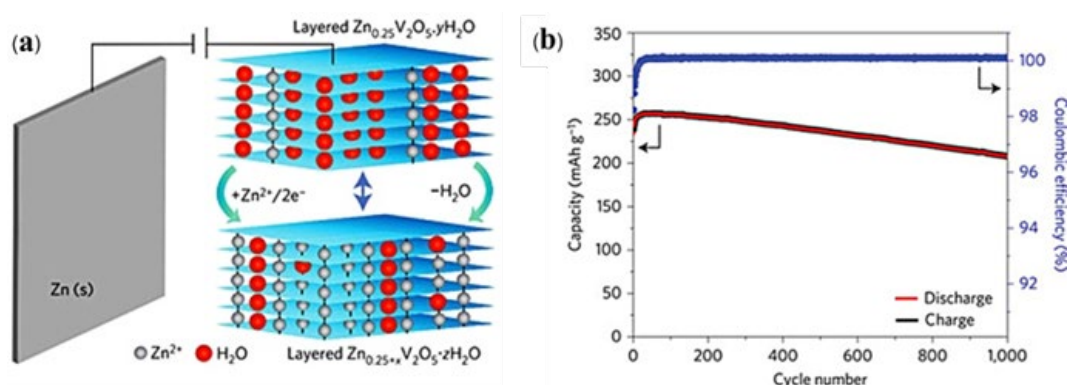 (a)
Layered Zn₀.₂₅V₂O₅.yH₂O
+Zn²⁺/2e⁻
−H₂O
Zn (s)
Zn²⁺ H₂O
Layered Zn₀.₂₅₊ₓV₂O₅·zH₂O
(b)
350
300
250
200
150
100
50
0
Capacity (mAh g⁻¹)
100
98
96
94
92
Coulombic efficiency (%)
Discharge
Charge
0 200 400 600 800 1,000
Cycle number